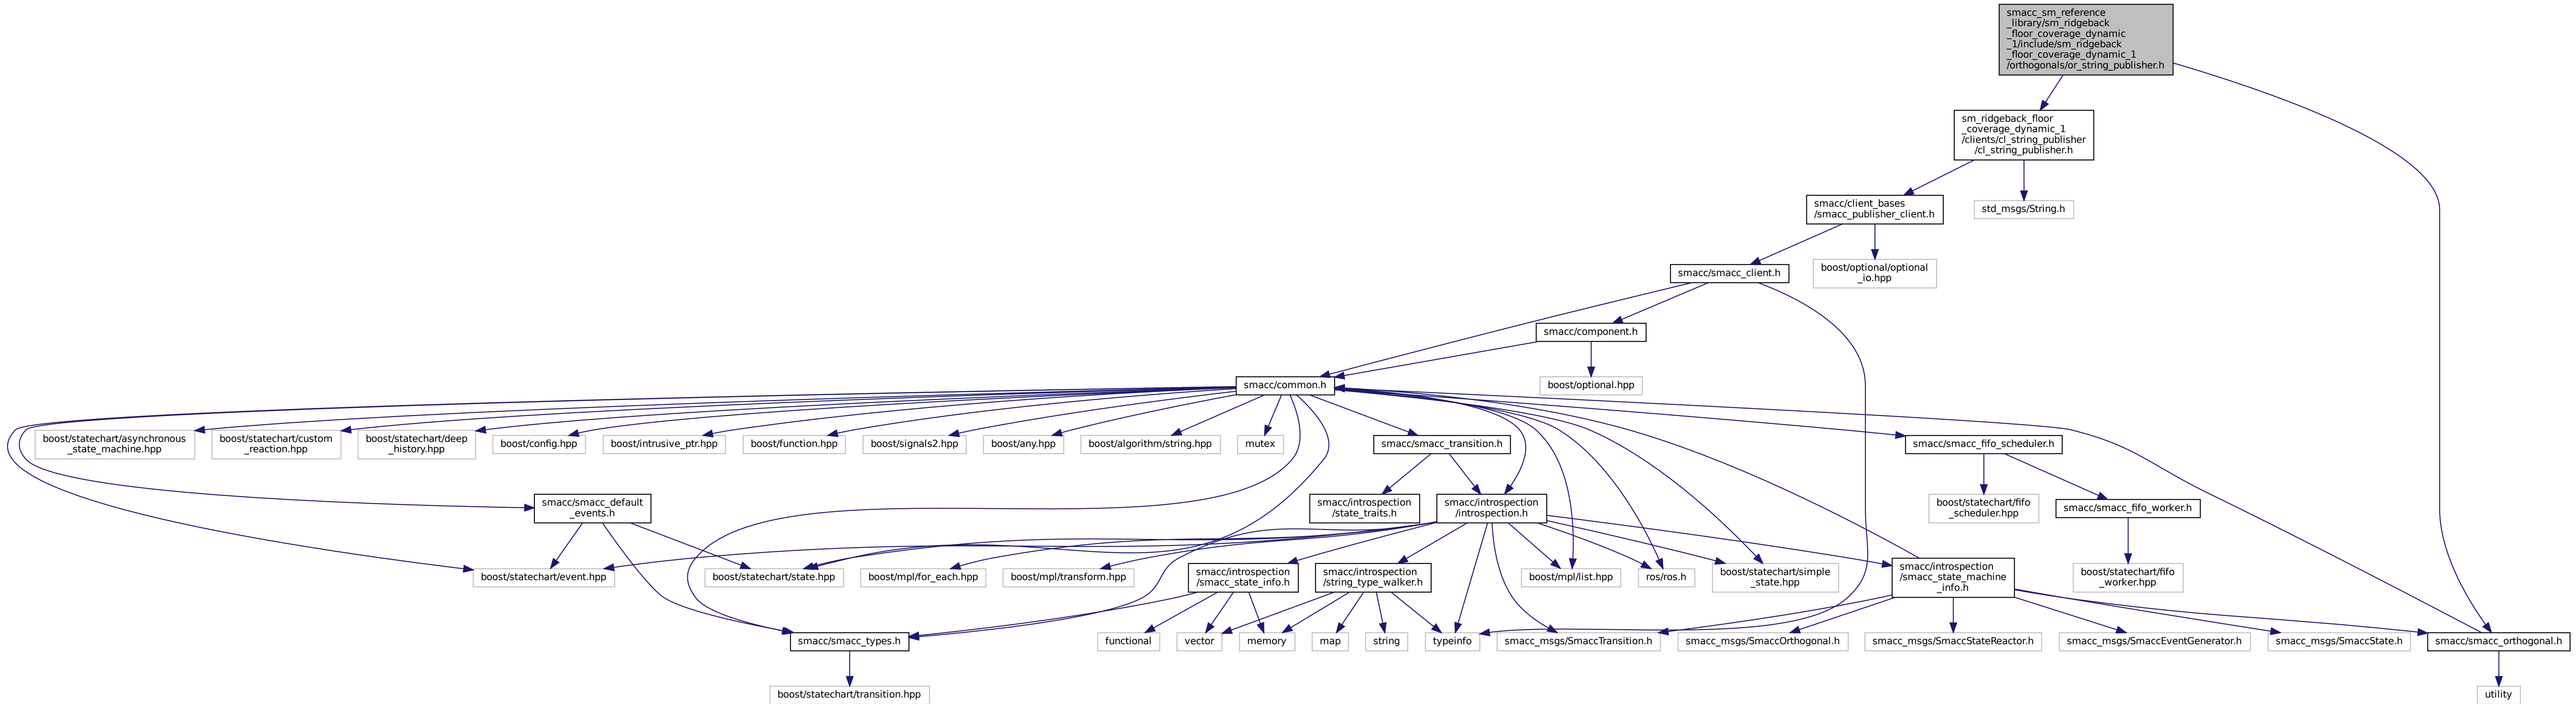 smacc_sm_reference
_library/sm_ridgeback
_floor_coverage_dynamic
_1/include/sm_ridgeback
_floor_coverage_dynamic_1
/orthogonals/or_string_publisher.h
sm_ridgeback_floor
_coverage_dynamic_1
/clients/cl_string_publisher
/cl_string_publisher.h
smacc/client_bases
/smacc_publisher_client.h
std_msgs/String.h
smacc/smacc_client.h
boost/optional/optional
_io.hpp
smacc/component.h
smacc/common.h
boost/optional.hpp
boost/statechart/asynchronous
_state_machine.hpp
boost/statechart/custom
_reaction.hpp
boost/statechart/deep
_history.hpp
boost/config.hpp
boost/intrusive_ptr.hpp
boost/function.hpp
boost/signals2.hpp
boost/any.hpp
boost/algorithm/string.hpp
mutex
smacc/smacc_transition.h
smacc/smacc_fifo_scheduler.h
smacc/smacc_default
_events.h
smacc/introspection
/state_traits.h
smacc/introspection
/introspection.h
boost/statechart/fifo
_scheduler.hpp
smacc/smacc_fifo_worker.h
boost/statechart/event.hpp
boost/statechart/state.hpp
boost/mpl/for_each.hpp
boost/mpl/transform.hpp
smacc/introspection
/smacc_state_info.h
smacc/introspection
/string_type_walker.h
boost/mpl/list.hpp
ros/ros.h
boost/statechart/simple
_state.hpp
smacc/introspection
/smacc_state_machine
_info.h
boost/statechart/fifo
_worker.hpp
smacc/smacc_types.h
functional
vector
memory
map
string
typeinfo
smacc_msgs/SmaccTransition.h
smacc_msgs/SmaccOrthogonal.h
smacc_msgs/SmaccStateReactor.h
smacc_msgs/SmaccEventGenerator.h
smacc_msgs/SmaccState.h
smacc/smacc_orthogonal.h
boost/statechart/transition.hpp
utility